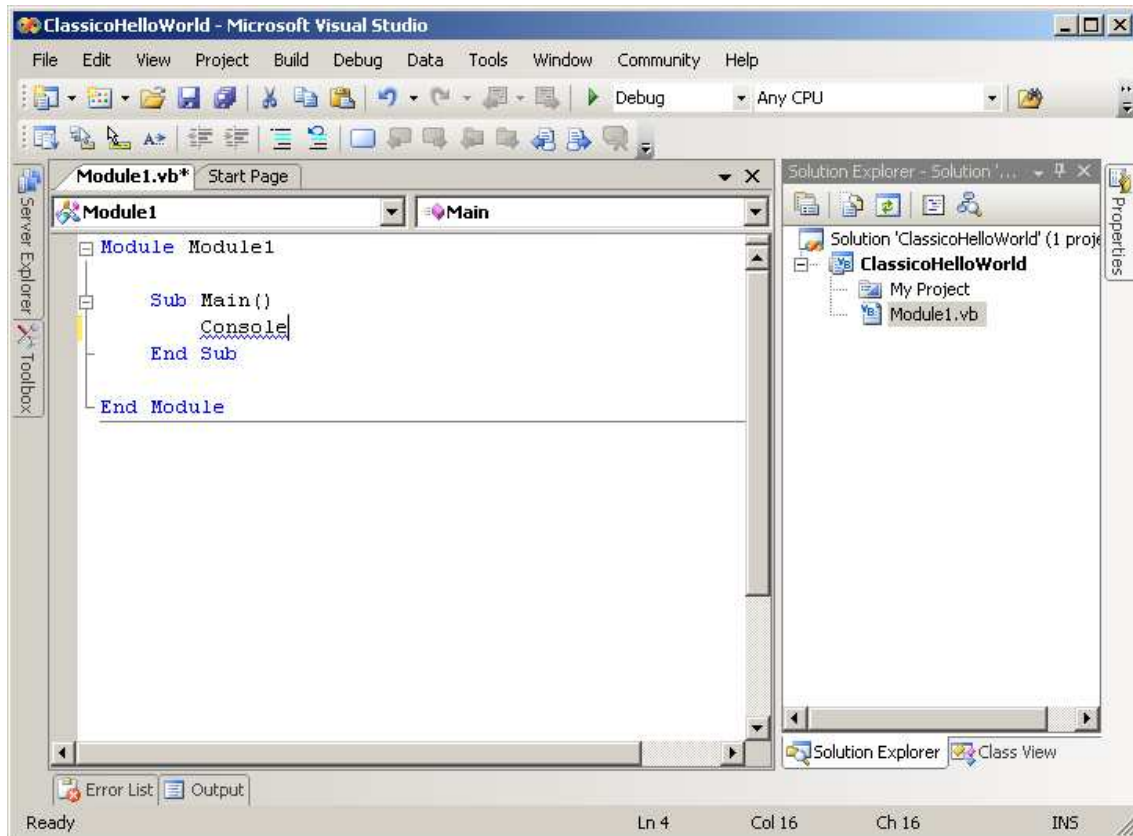 ClassicoHelloWorld - Microsoft Visual Studio
File Edit View Project Build Debug Data Tools Window Community Help
Debug Any CPU
Module1.vb* Start Page
Module1 Main
Module Module1
Sub Main()
Console
End Sub
End Module
Server Explorer
Toolbox
Solution Explorer - Solution '...
Solution 'ClassicoHelloWorld' (1 proje
ClassicoHelloWorld
My Project
Module1.vb
Properties
Solution Explorer Class View
Error List Output
Ready Ln 4 Col 16 Ch 16 INS